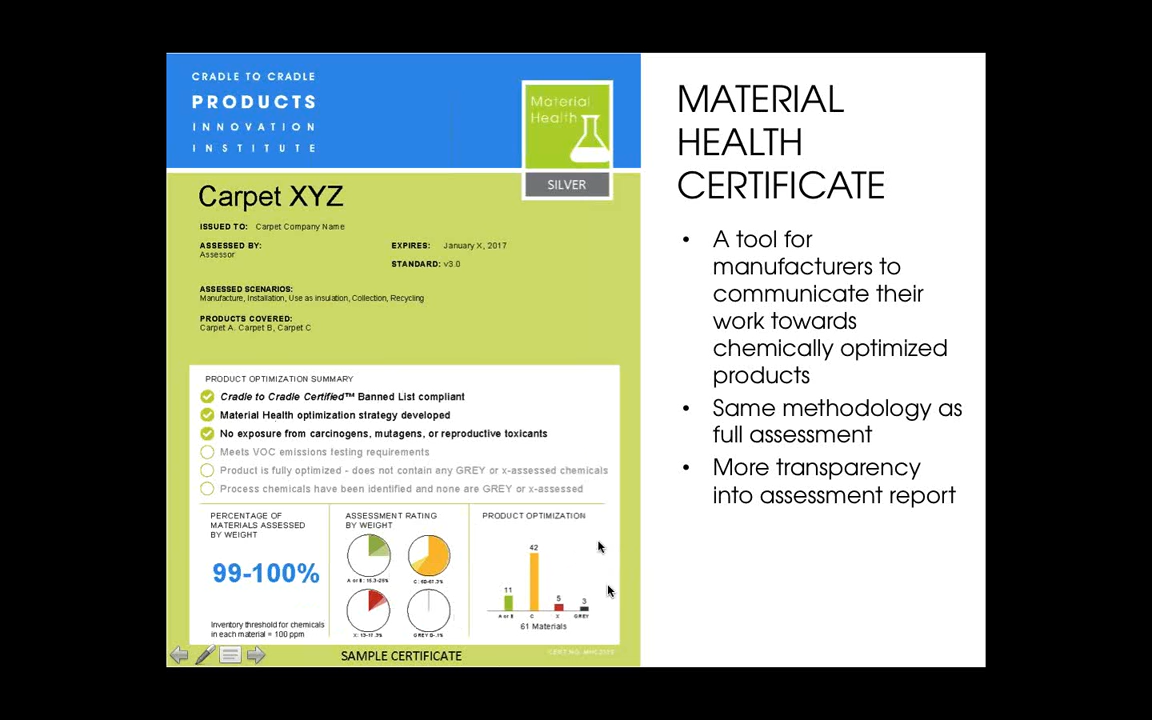 CRADLE TO CRADLE
PRODUCTS
INNOVATION
INSTITUTE
Material
Health
SILVER
Carpet XYZ
ISSUED TO: Carpet Company Name
ASSESSED BY:
Assessor
EXPIRES: January X, 2017
STANDARD: v3.0
ASSESSED SCENARIOS:
Manufacture, Installation, Use as insulation, Collection, Recycling
PRODUCTS COVERED:
Carpet A. Carpet B, Carpet C
PRODUCT OPTIMIZATION SUMMARY
Cradle to Cradle Certified™ Banned List compliant
Material Health optimization strategy developed
No exposure from carcinogens, mutagens, or reproductive toxicants
Meets VOC emissions testing requirements
Product is fully optimized - does not contain any GREY or x-assessed chemicals
Process chemicals have been identified and none are GREY or x-assessed
PERCENTAGE OF
MATERIALS ASSESSED
BY WEIGHT
99-100%
Inventory threshold for chemicals
in each material = 100 ppm
ASSESSMENT RATING
BY WEIGHT
A or B:
C:
X:
GREY
PRODUCT OPTIMIZATION
11
42
5
3
A or B
C
X
GREY
61 Materials
SAMPLE CERTIFICATE
MATERIAL
HEALTH
CERTIFICATE
• A tool for
manufacturers to
communicate their
work towards
chemically optimized
products
• Same methodology as
full assessment
• More transparency
into assessment report